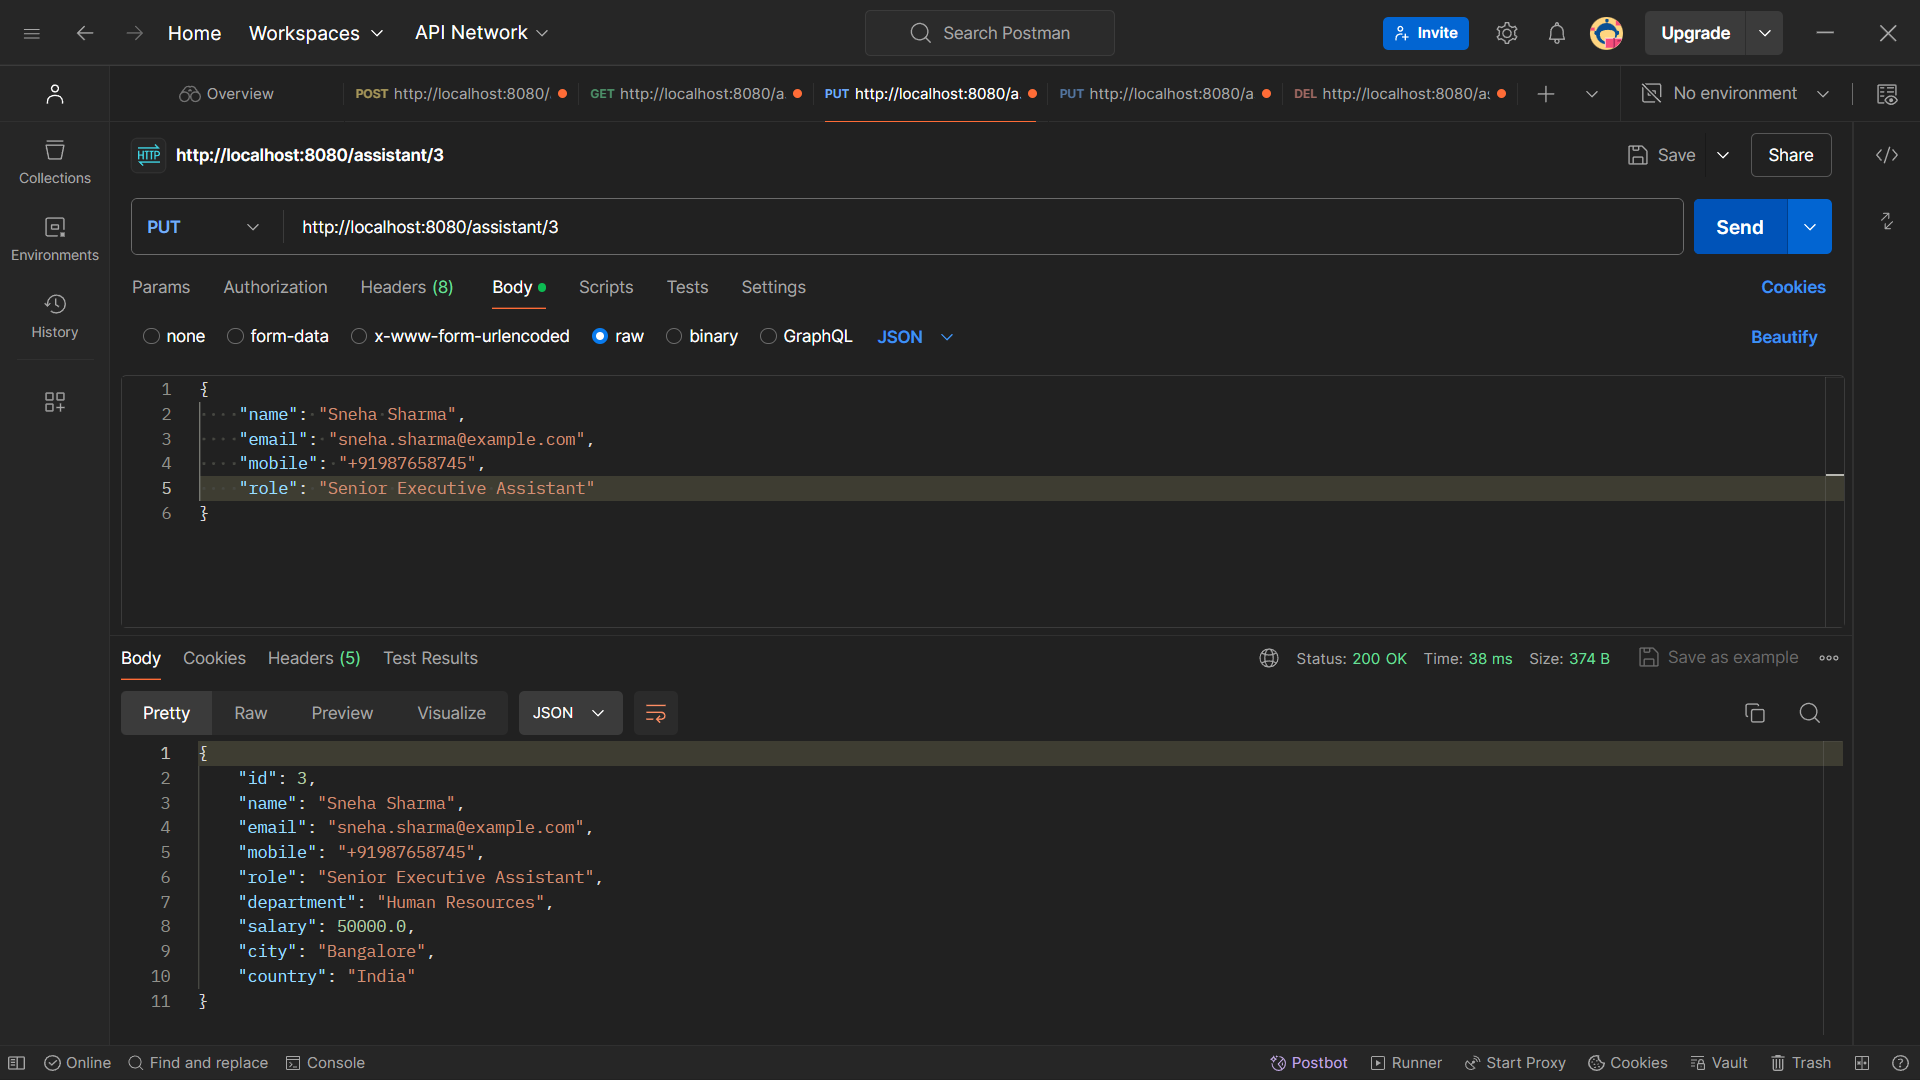 Home Workspaces API Network Search Postman Invite Upgrade
Overview POST http://localhost:8080/ GET http://localhost:8080/a PUT http://localhost:8080/a PUT http://localhost:8080/a DEL http://localhost:8080/a No environment
HTTP http://localhost:8080/assistant/3 Save Share
Collections
Environments
History
PUT http://localhost:8080/assistant/3 Send
Params Authorization Headers (8) Body Scripts Tests Settings Cookies
none form-data x-www-form-urlencoded raw binary GraphQL JSON Beautify
1 {
2 "name": "Sneha Sharma",
3 "email": "sneha.sharma@example.com",
4 "mobile": "+91987658745",
5 "role": "Senior Executive Assistant"
6 }
Body Cookies Headers (5) Test Results Status: 200 OK Time: 38 ms Size: 374 B Save as example
Pretty Raw Preview Visualize JSON
1 {
2 "id": 3,
3 "name": "Sneha Sharma",
4 "email": "sneha.sharma@example.com",
5 "mobile": "+91987658745",
6 "role": "Senior Executive Assistant",
7 "department": "Human Resources",
8 "salary": 50000.0,
9 "city": "Bangalore",
10 "country": "India"
11 }
Online Find and replace Console Postbot Runner Start Proxy Cookies Vault Trash